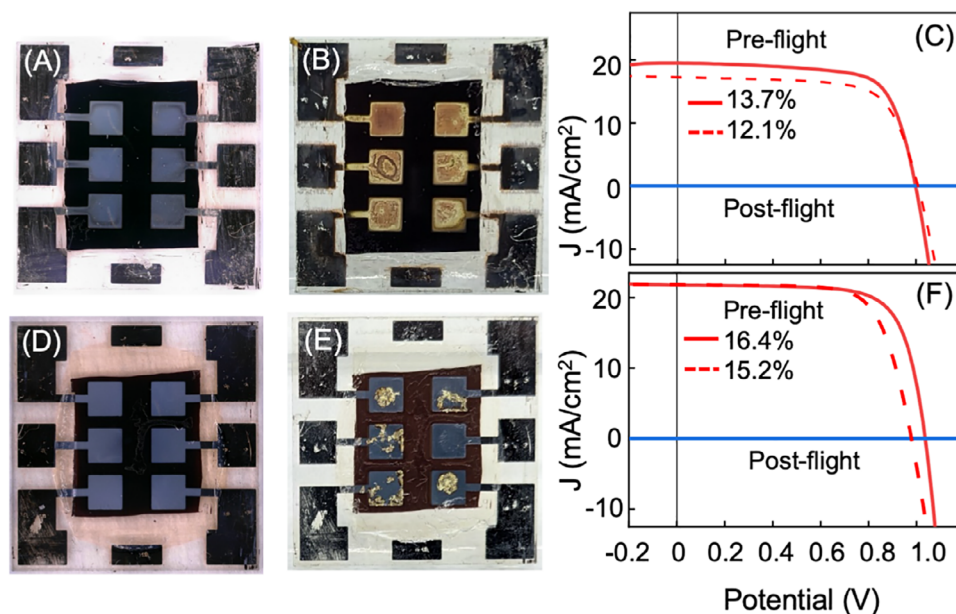 (A)
(B)
(C)
Pre-flight
13.7%
12.1%
Post-flight
20
10
0
-10
J (mA/cm2)
(D)
(E)
(F)
Pre-flight
16.4%
15.2%
Post-flight
20
10
0
-10
J (mA/cm2)
-0.2 0 0.2 0.4 0.6 0.8 1.0
Potential (V)